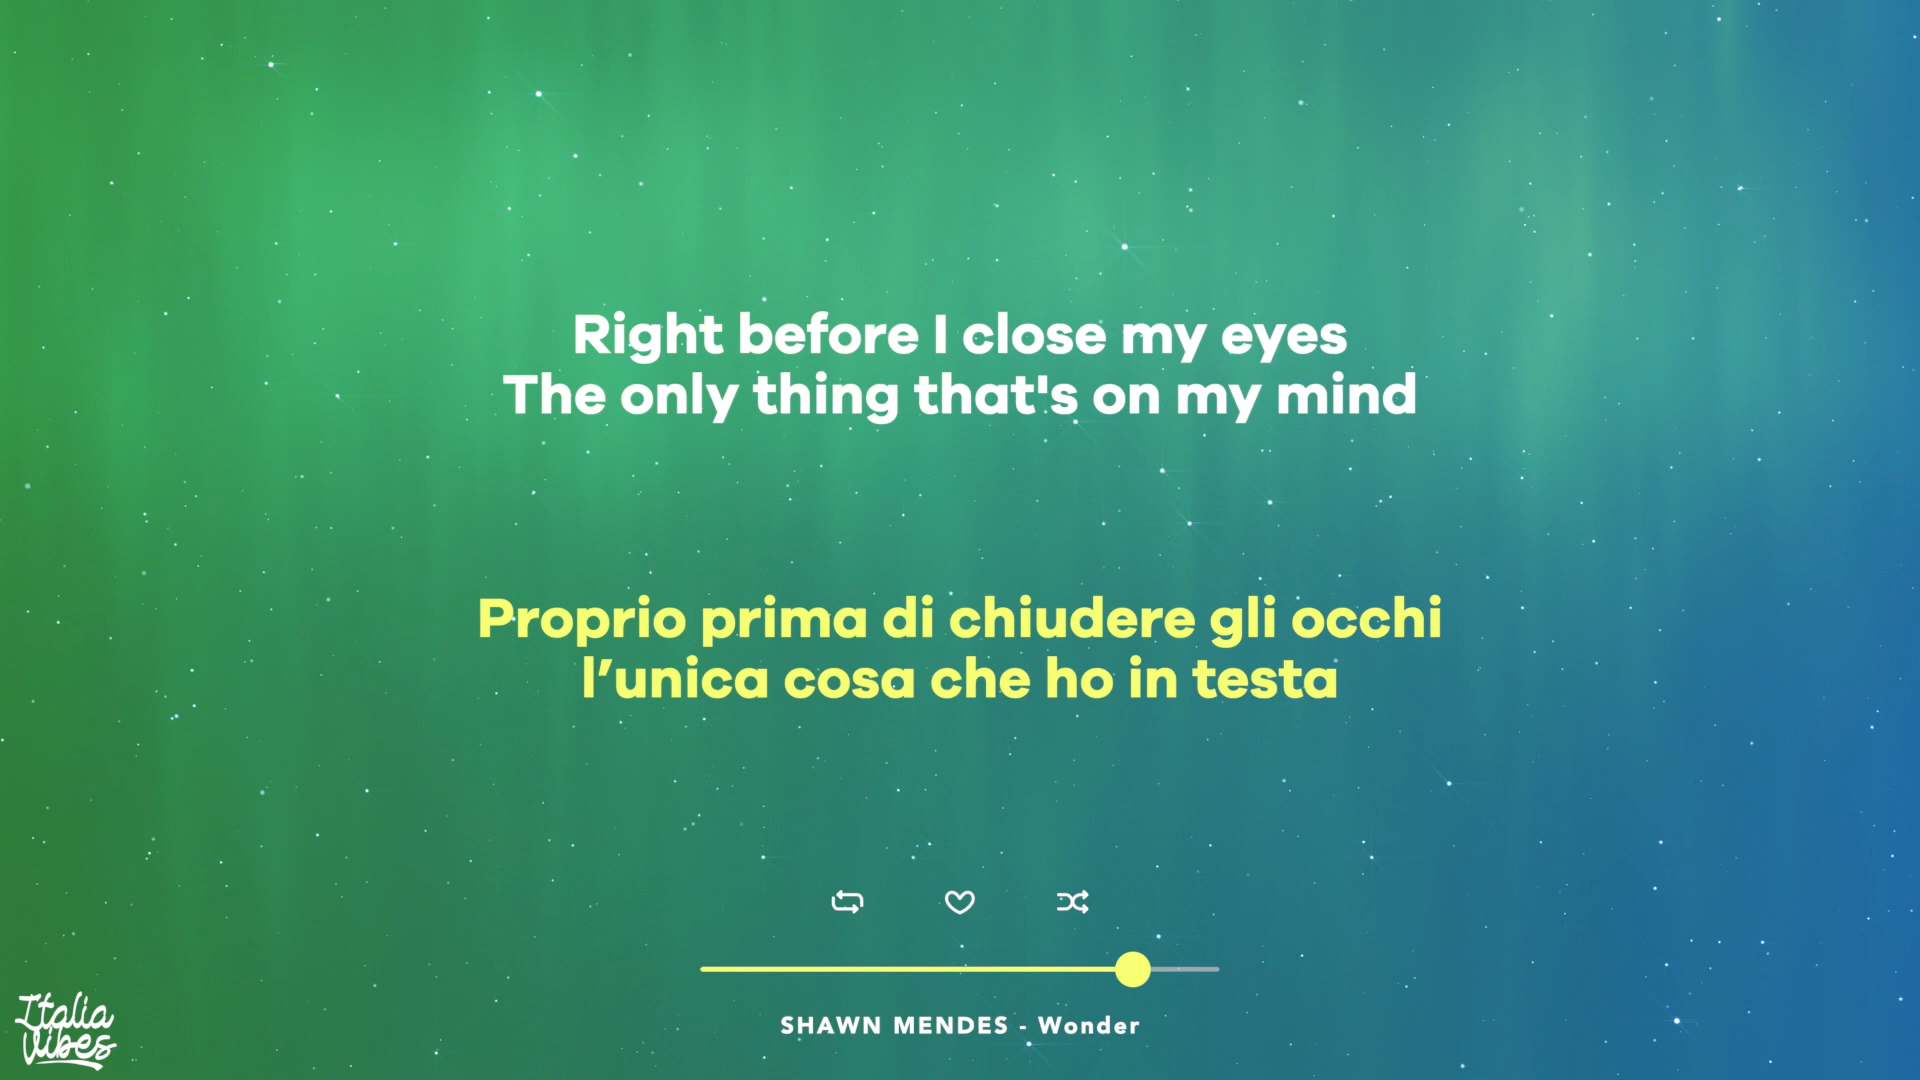 Right before I close my eyes
The only thing that's on my mind
Proprio prima di chiudere gli occhi
l’unica cosa che ho in testa
SHAWN MENDES - Wonder
Italia
Vibes